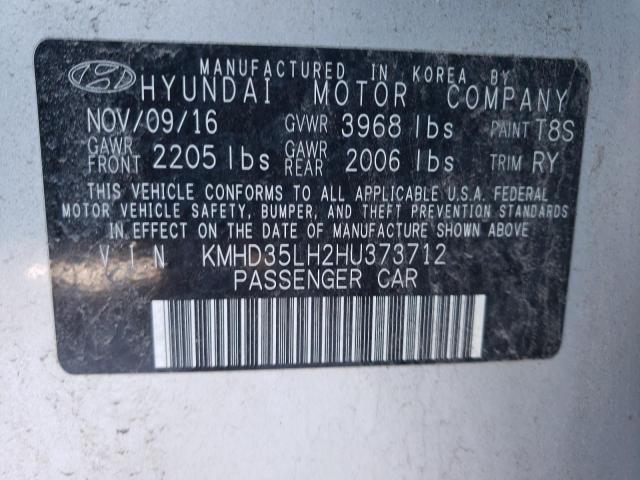 MANUFACTURED IN KOREA BY
HYUNDAI MOTOR COMPANY
NOV/09/16 GVWR 3968 lbs PAINT T8S
GAWR FRONT 2205 lbs GAWR REAR 2006 lbs TRIM RY
THIS VEHICLE CONFORMS TO ALL APPLICABLE U.S.A. FEDERAL
MOTOR VEHICLE SAFETY, BUMPER, AND THEFT PREVENTION STANDARDS
IN EFFECT ON THE DATE OF MANUFACTURE SHOWN ABOVE
VIN KMHD35LH2HU373712
PASSENGER CAR